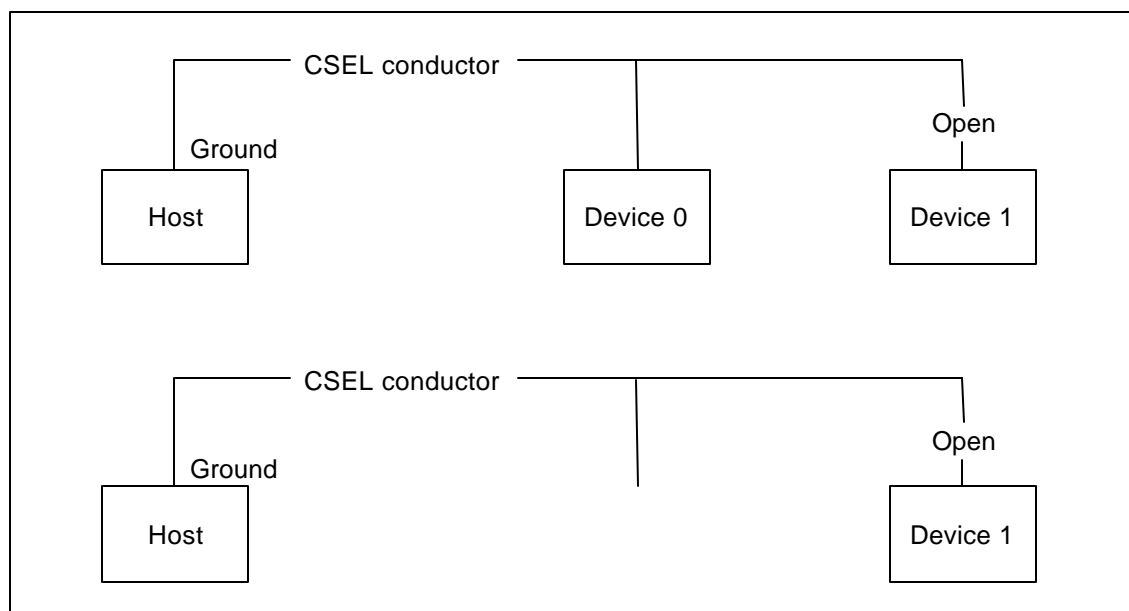 CSEL conductor
Open
Ground
Host
Device 0
Device 1
CSEL conductor
Open
Ground
Host
Device 1